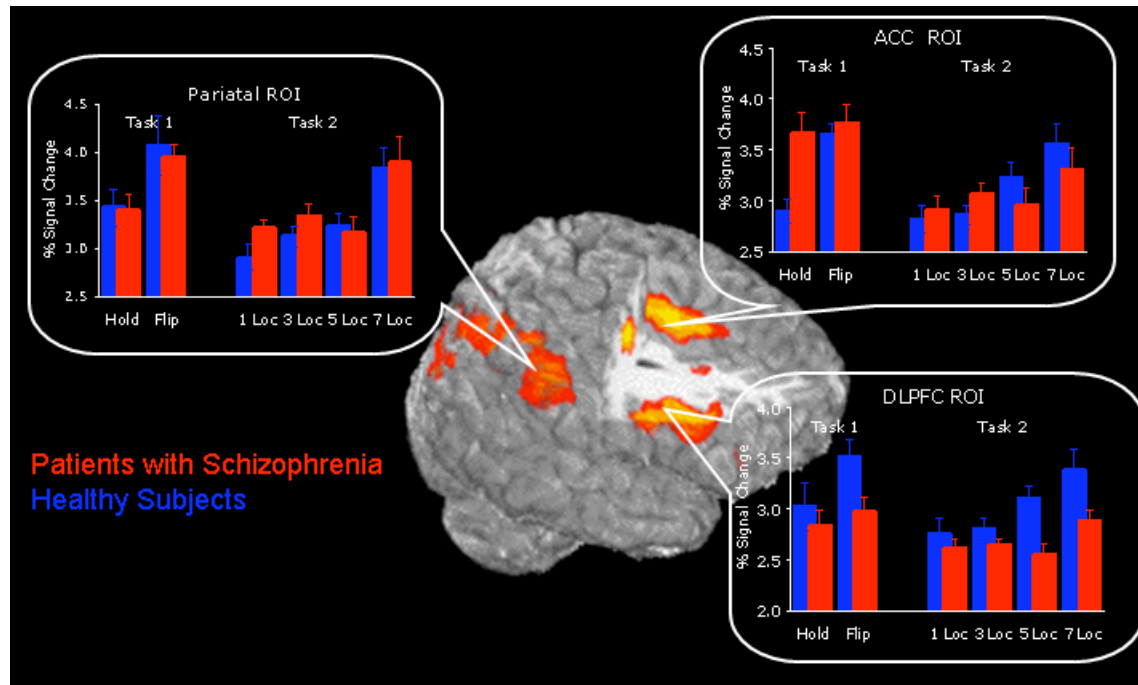 Pariatal ROI
Task 1 Task 2
% Signal Change
4.5
4.0
3.5
3.0
2.5
Hold Flip 1 Loc 3 Loc 5 Loc 7 Loc
ACC ROI
Task 1 Task 2
% Signal Change
4.5
4.0
3.5
3.0
2.5
Hold Flip 1 Loc 3 Loc 5 Loc 7 Loc
Patients with Schizophrenia
Healthy Subjects
DLPFC ROI
Task 1 Task 2
% Signal Change
4.0
3.5
3.0
2.5
2.0
Hold Flip 1 Loc 3 Loc 5 Loc 7 Loc